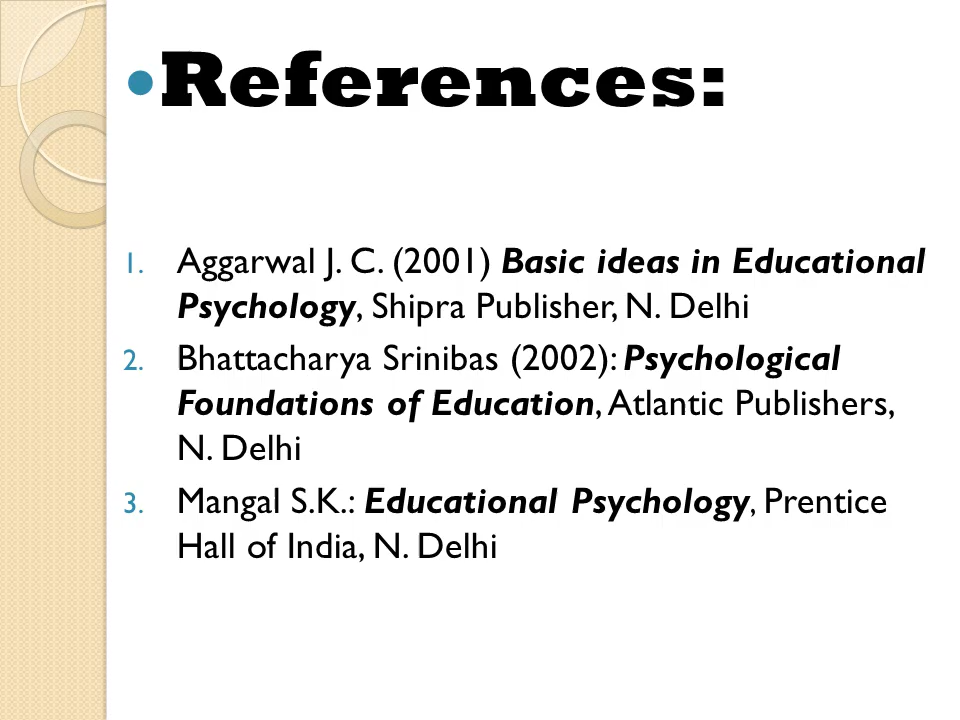 •References:
1. Aggarwal J. C. (2001) Basic ideas in Educational
Psychology, Shipra Publisher, N. Delhi
2. Bhattacharya Srinibas (2002): Psychological
Foundations of Education, Atlantic Publishers,
N. Delhi
3. Mangal S.K.: Educational Psychology, Prentice
Hall of India, N. Delhi